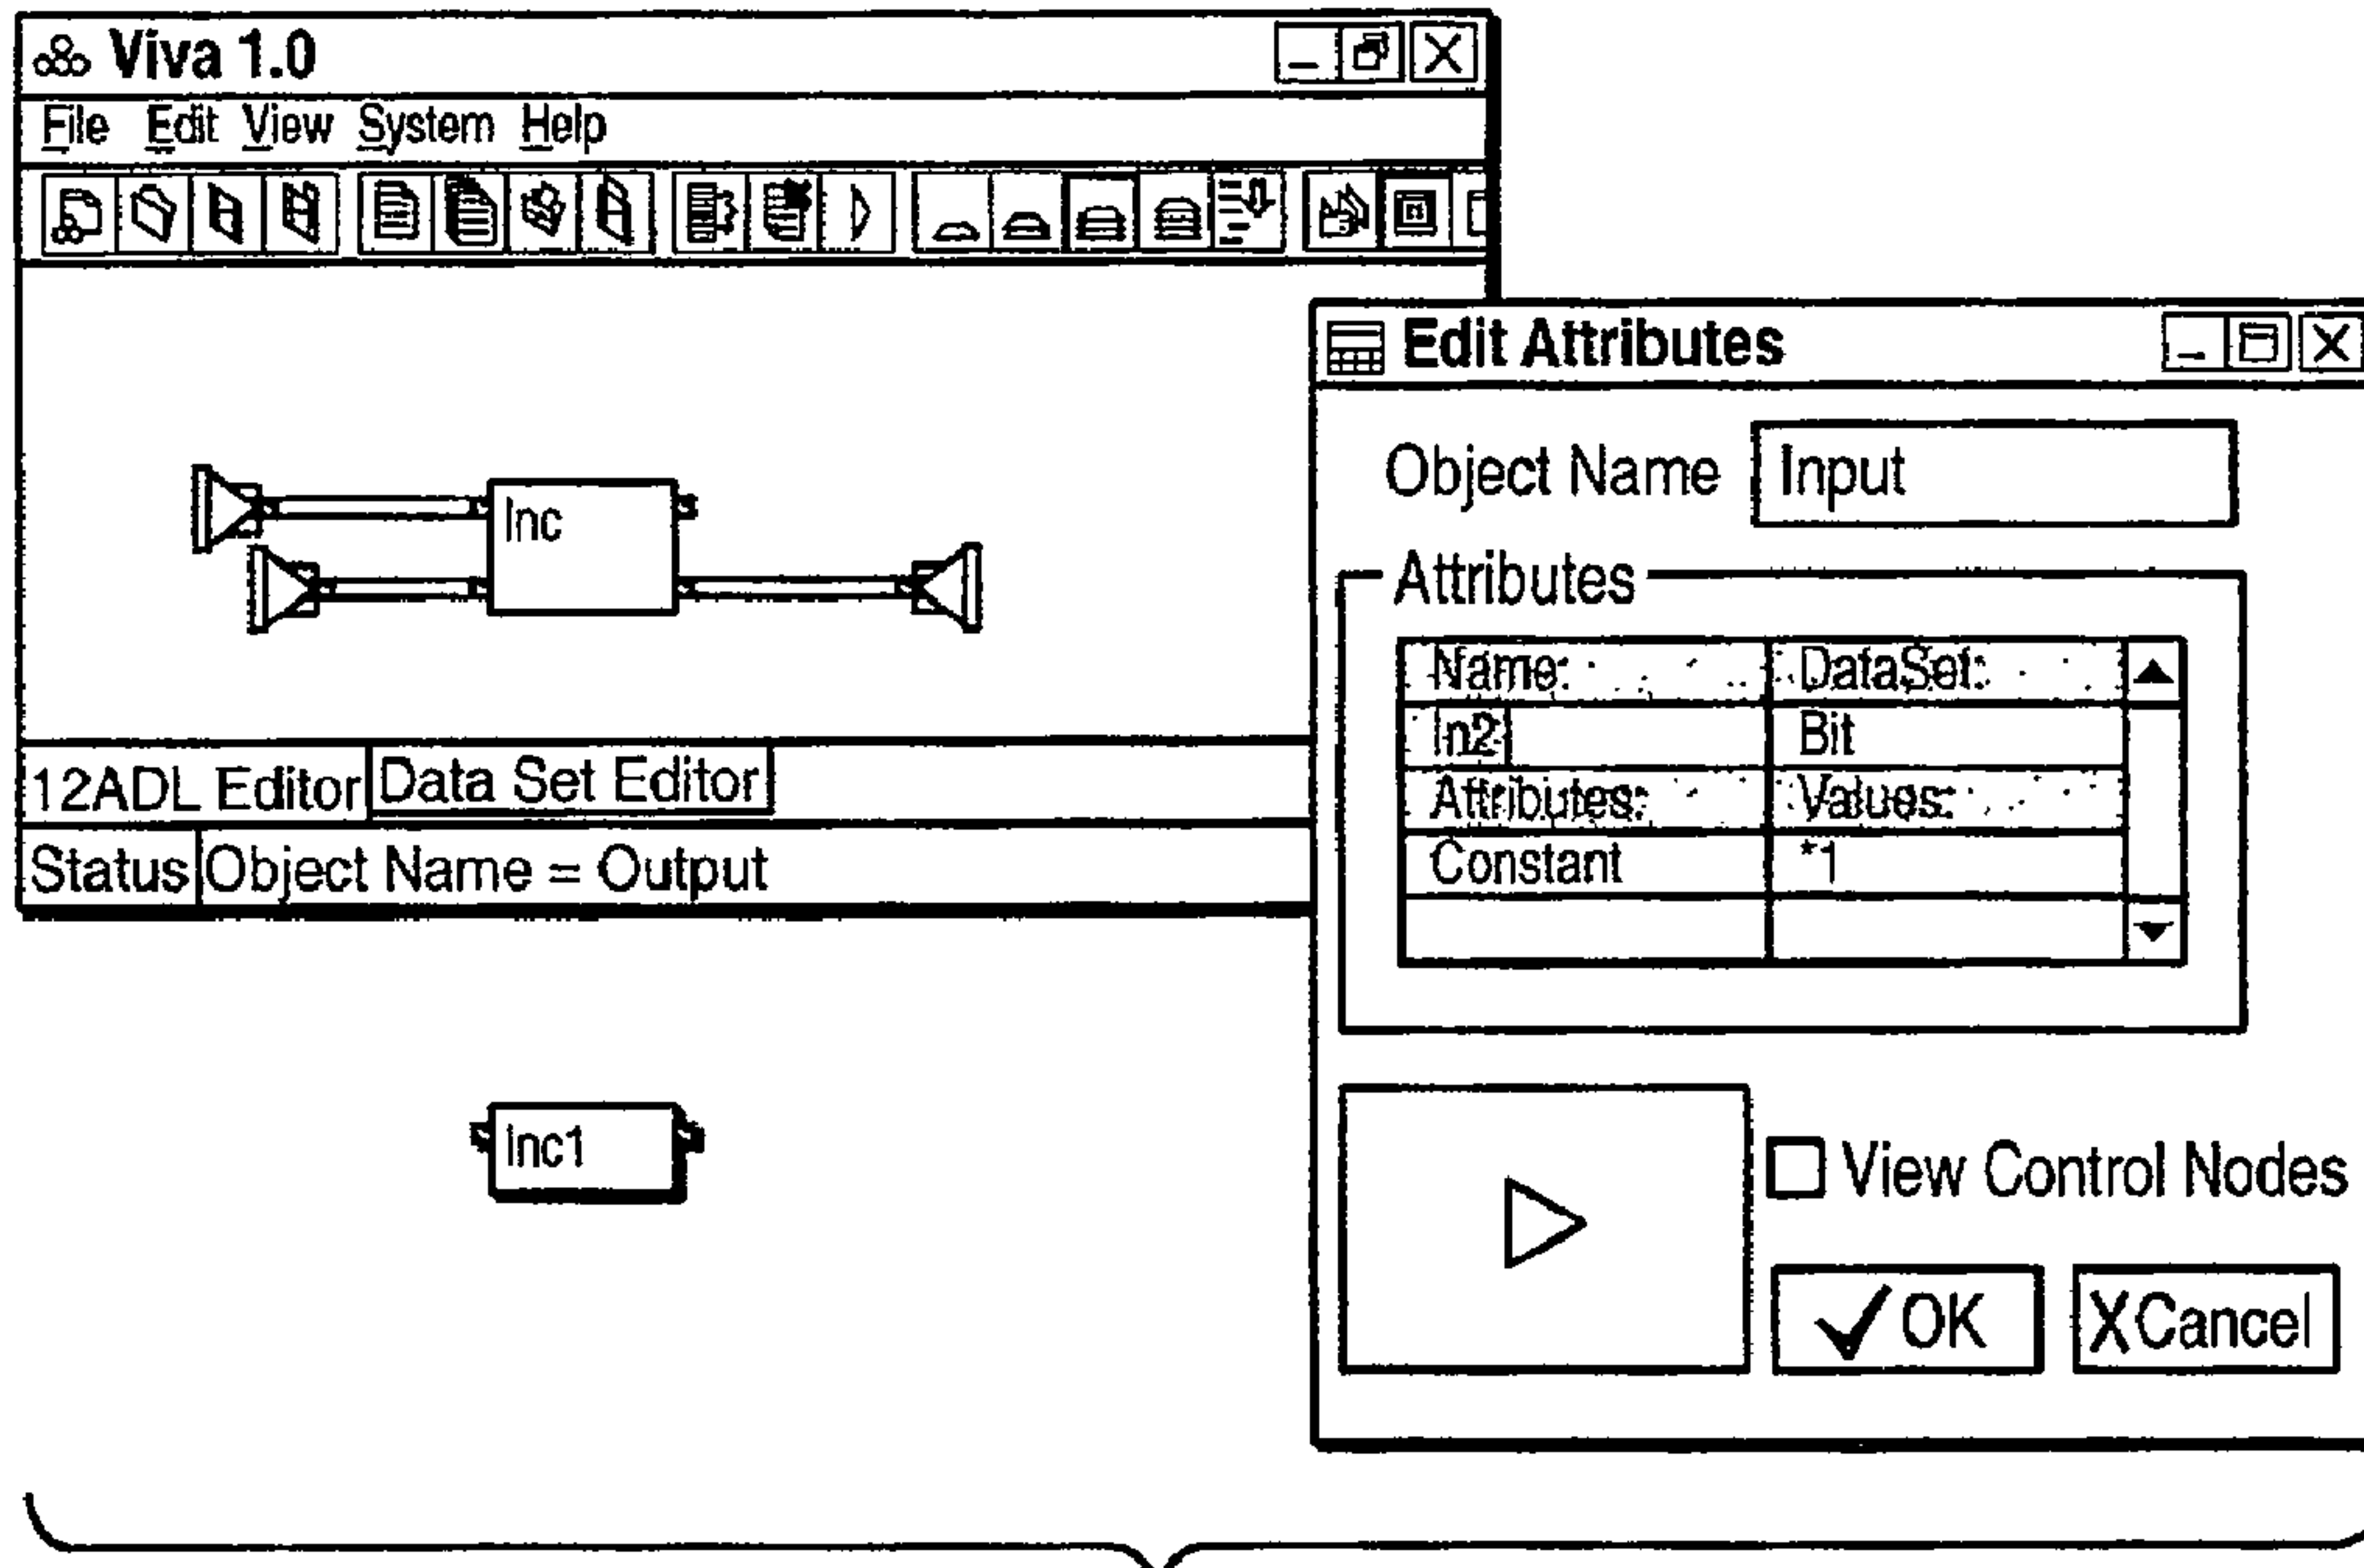 Viva 1.0
File Edit View System Help
Inc
12ADL Editor Data Set Editor
Status Object Name = Output
Inc1
Edit Attributes
Object Name Input
Attributes
Name: DataSet:
In2 Bit
Attributes: Values:
Constant *1
View Control Nodes
OK XCancel